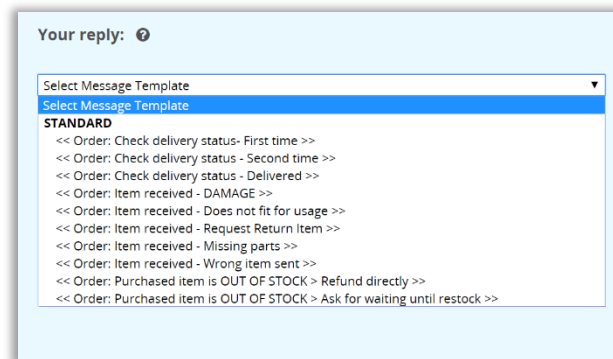 Your reply:
Select Message Template
Select Message Template
STANDARD
<< Order: Check delivery status- First time >>
<< Order: Check delivery status - Second time >>
<< Order: Check delivery status - Delivered >>
<< Order: Item received - DAMAGE >>
<< Order: Item received - Does not fit for usage >>
<< Order: Item received - Request Return Item >>
<< Order: Item received - Missing parts >>
<< Order: Item received - Wrong item sent >>
<< Order: Purchased item is OUT OF STOCK > Refund directly >>
<< Order: Purchased item is OUT OF STOCK > Ask for waiting until restock >>